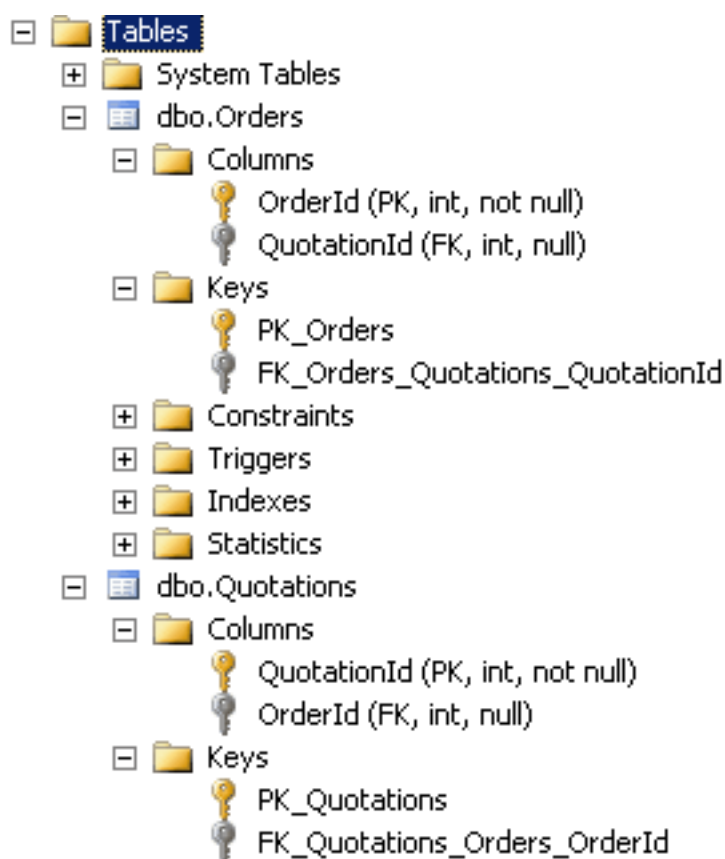 Tables
System Tables
dbo.Orders
Columns
OrderId (PK, int, not null)
QuotationId (FK, int, null)
Keys
PK_Orders
FK_Orders_Quotations_QuotationId
Constraints
Triggers
Indexes
Statistics
dbo.Quotations
Columns
QuotationId (PK, int, not null)
OrderId (FK, int, null)
Keys
PK_Quotations
FK_Quotations_Orders_OrderId